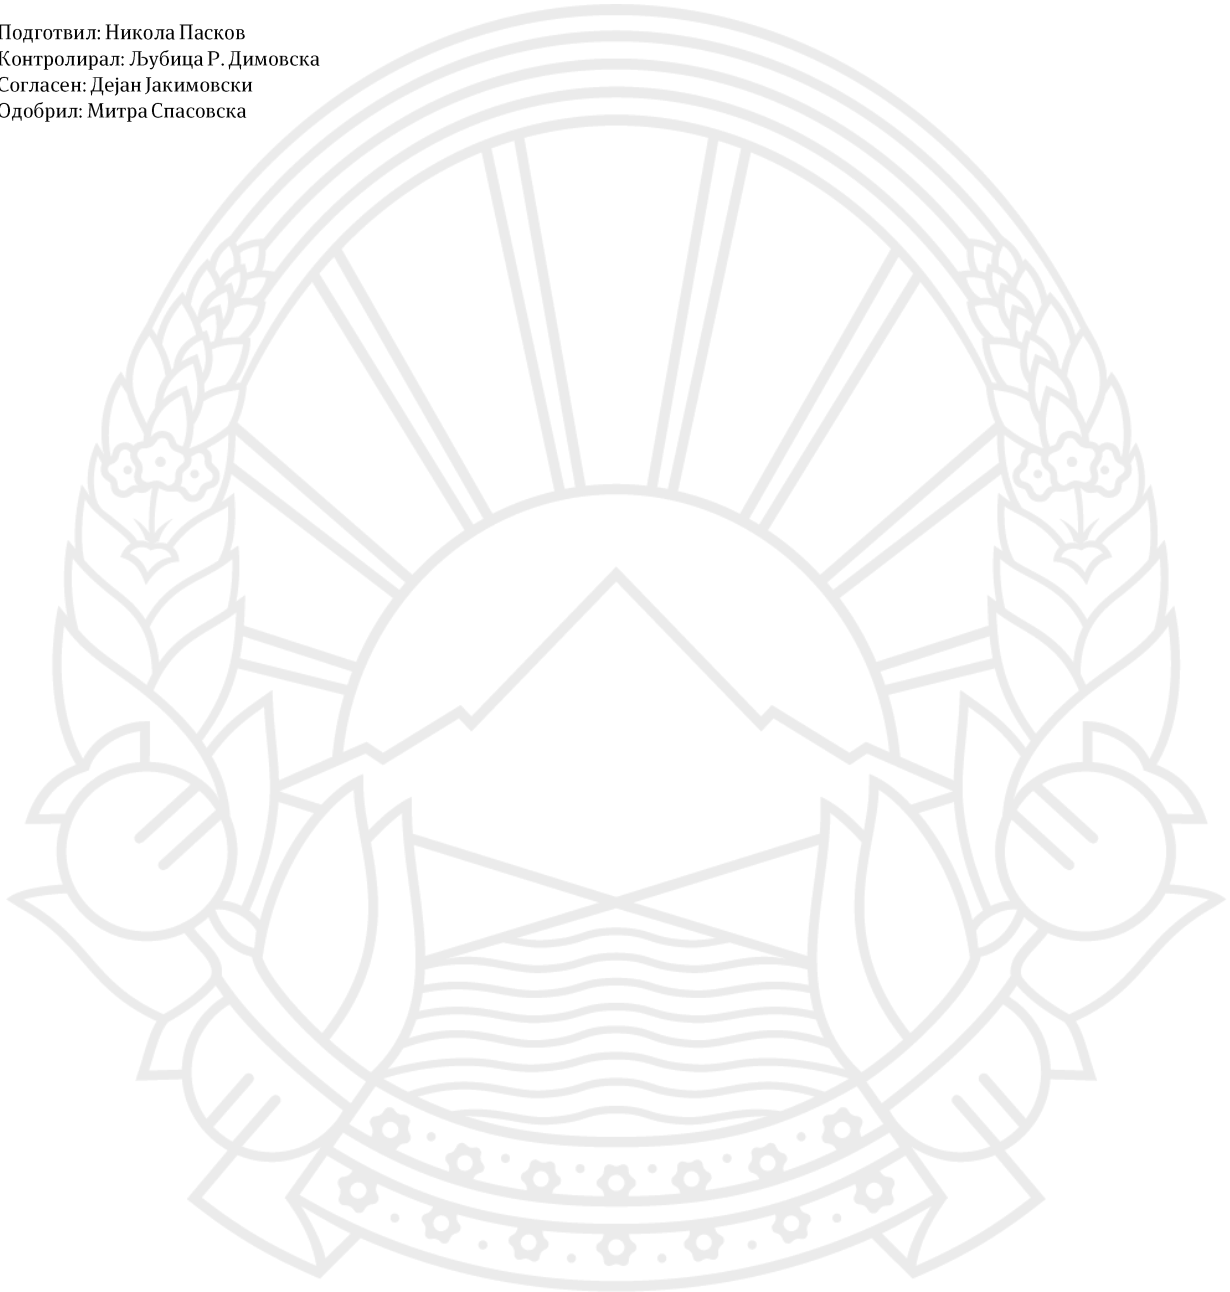 Подготвил: Никола Пасков
Контролирал: Љубица Р. Димовска
Согласен: Дејан Јакимовски
Одобрил: Митра Спасовска